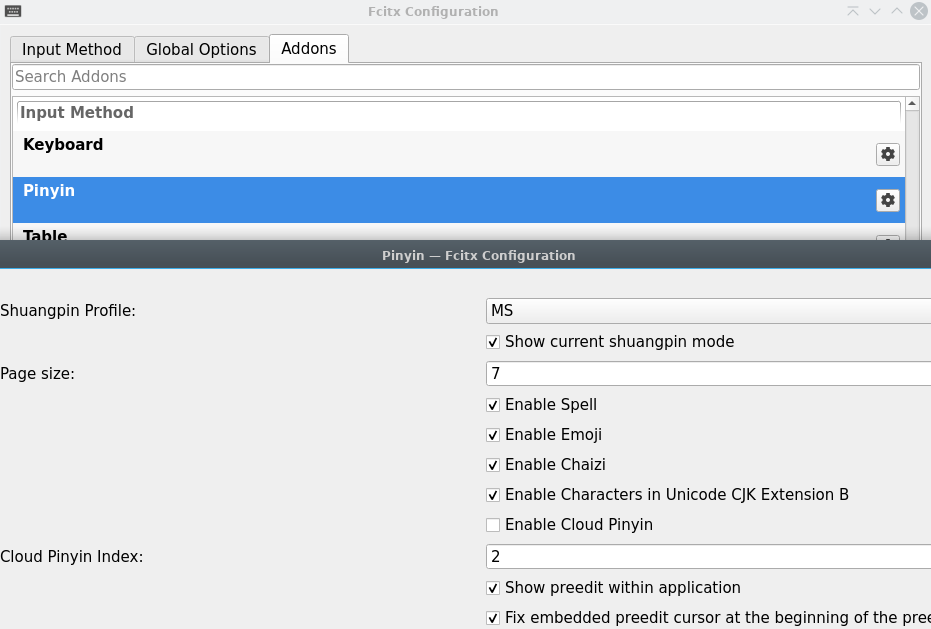 Fcitx Configuration
Input Method Global Options Addons
Search Addons
Input Method
Keyboard
Pinyin
Table
Pinyin — Fcitx Configuration
Shuangpin Profile: MS
Show current shuangpin mode
Page size: 7
Enable Spell
Enable Emoji
Enable Chaizi
Enable Characters in Unicode CJK Extension B
Enable Cloud Pinyin
Cloud Pinyin Index: 2
Show preedit within application
Fix embedded preedit cursor at the beginning of the pree